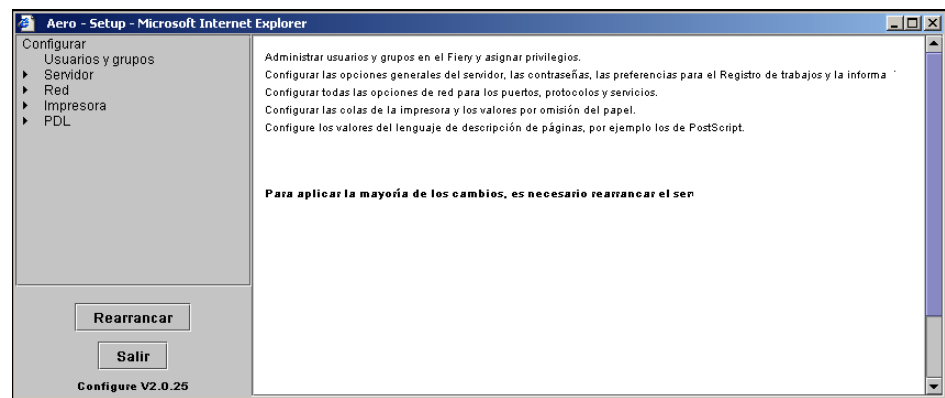 Aero - Setup - Microsoft Internet Explorer
Configurar
Usuarios y grupos
Servidor
Red
Impresora
PDL
Administrar usuarios y grupos en el Fiery y asignar privilegios.
Configurar las opciones generales del servidor, las contraseñas, las preferencias para el Registro de trabajos y la informa
Configurar todas las opciones de red para los puertos, protocolos y servicios.
Configurar las colas de la impresora y los valores por omisión del papel.
Configure los valores del lenguaje de descripción de páginas, por ejemplo los de PostScript.
Para aplicar la mayoría de los cambios, es necesario rearrancar el ser
Rearrancar
Salir
Configure V2.0.25